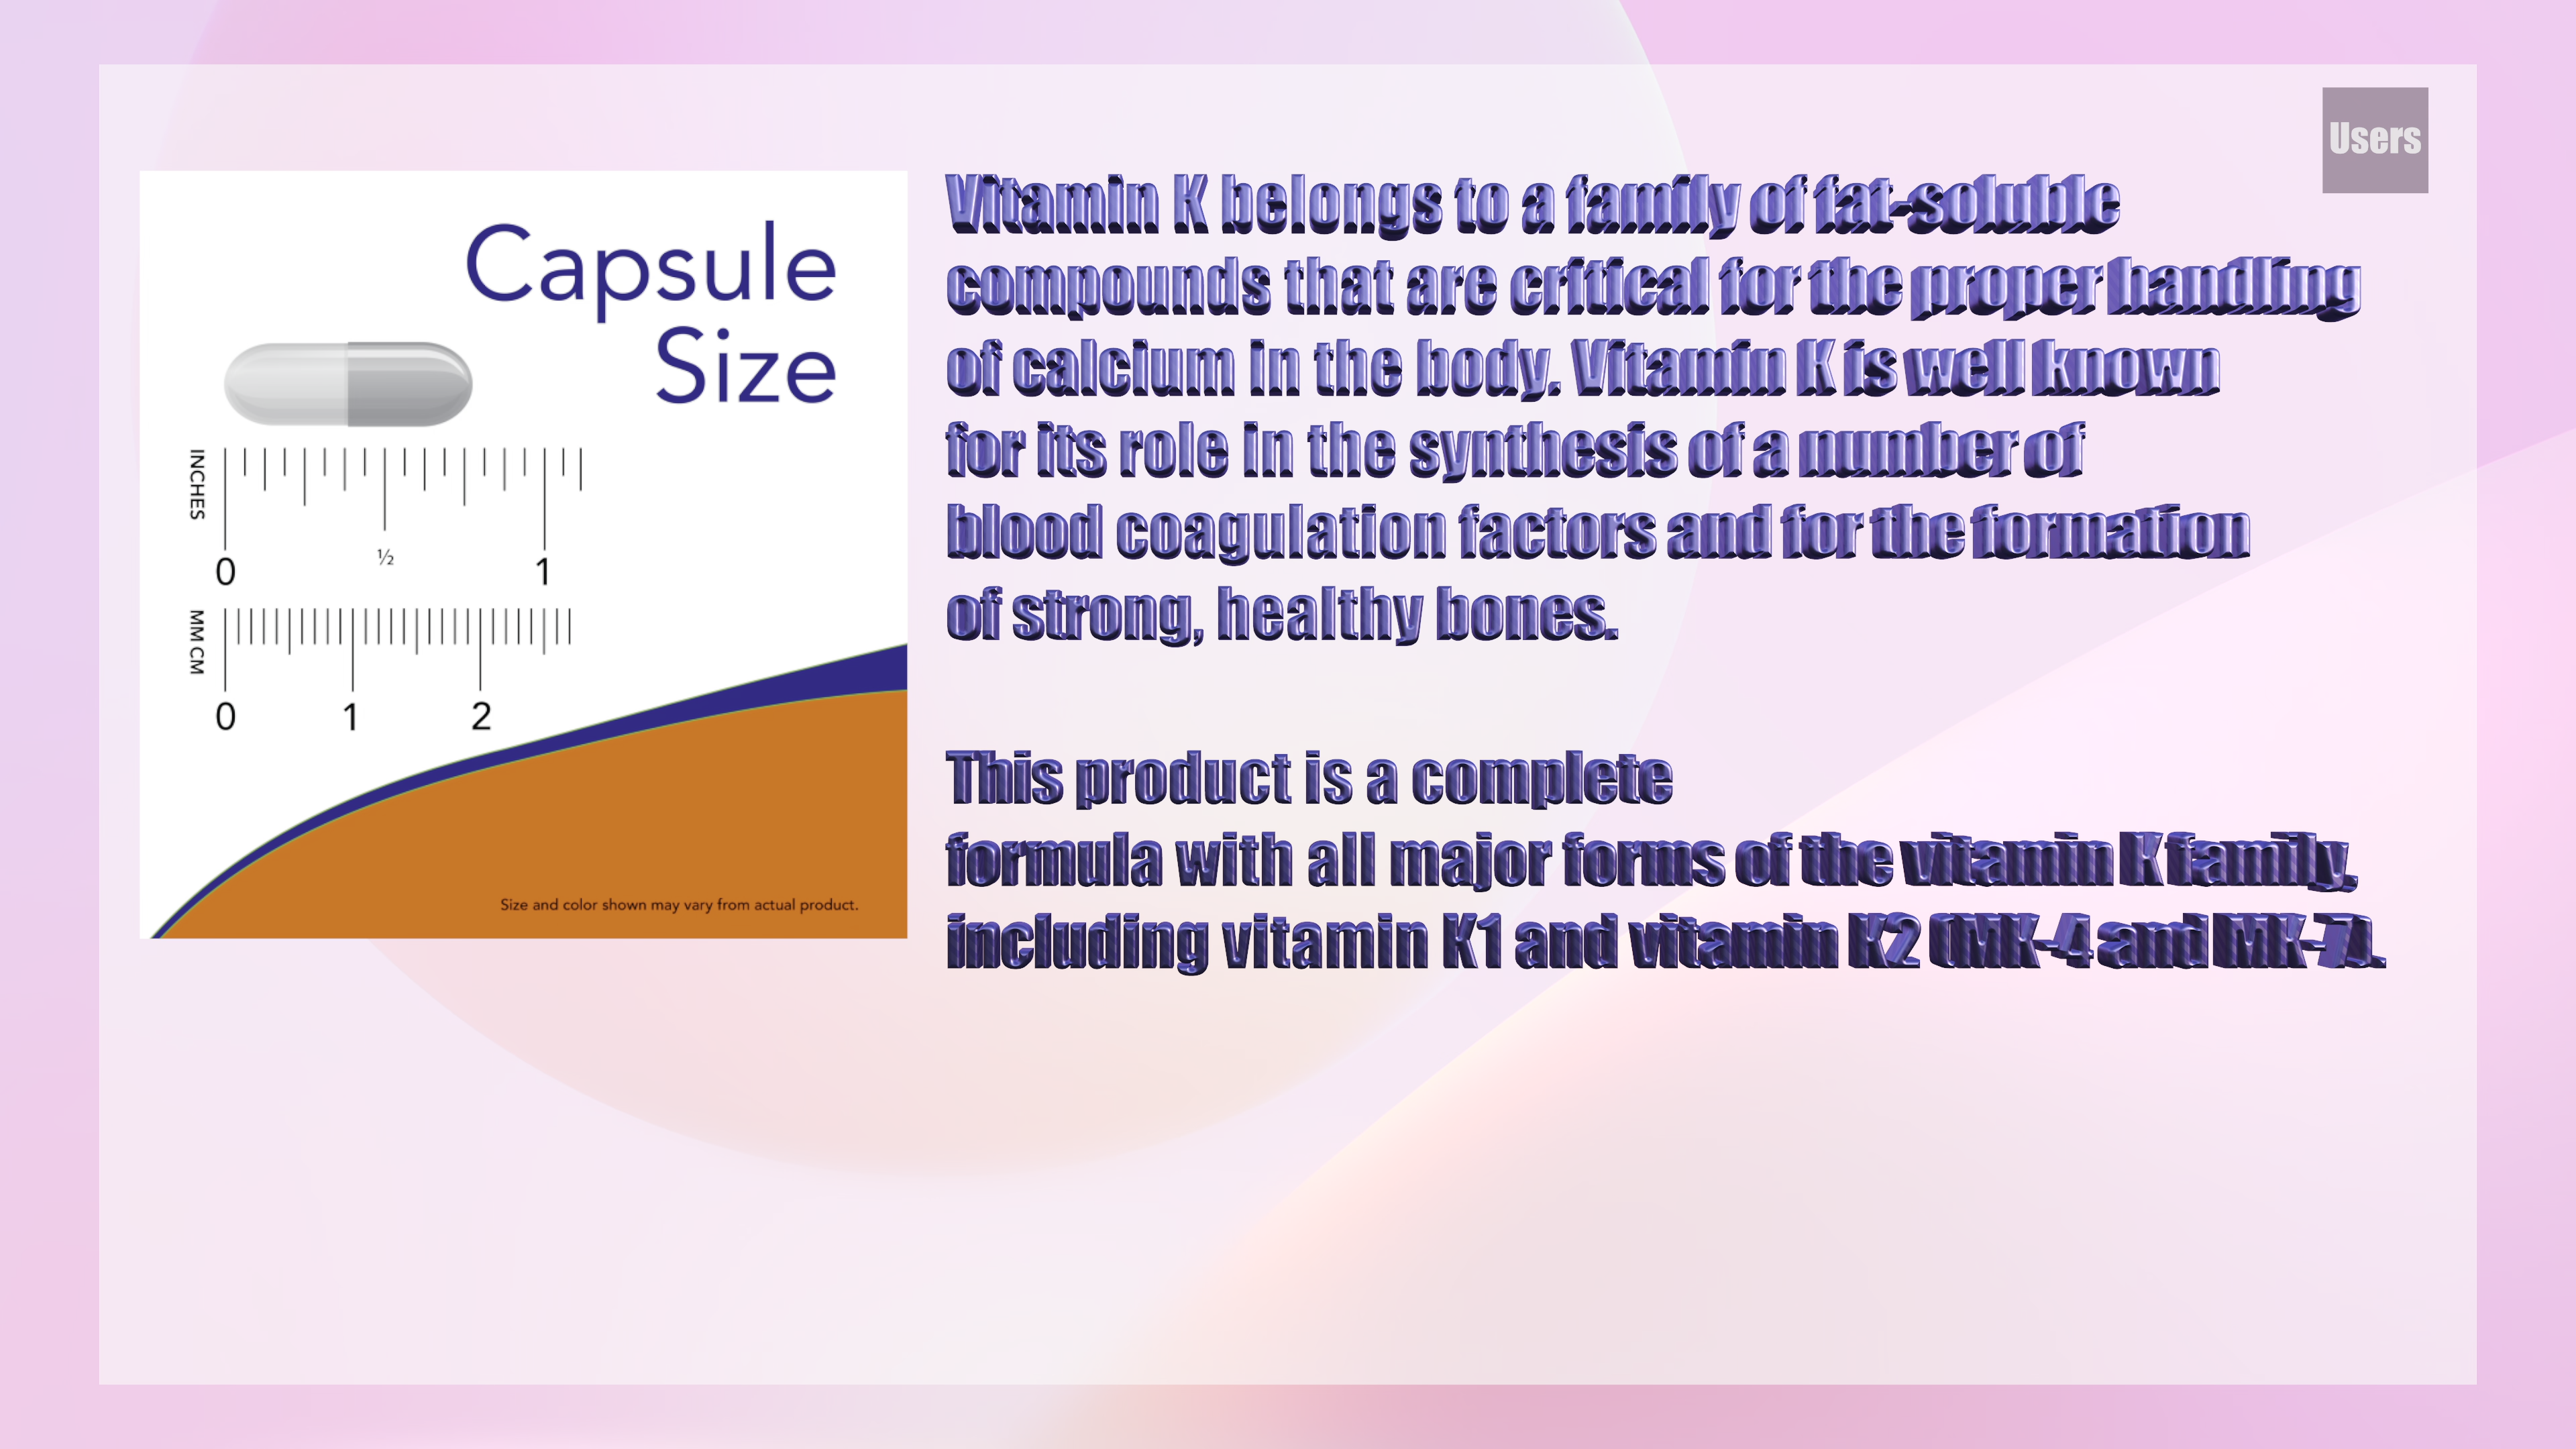 Users
Capsule
Size
INCHES
0 ½ 1
MM CM
0 1 2
Size and color shown may vary from actual product.
Vitamin K belongs to a family of fat-soluble
compounds that are critical for the proper handling
of calcium in the body. Vitamin K is well known
for its role in the synthesis of a number of
blood coagulation factors and for the formation
of strong, healthy bones.
This product is a complete
formula with all major forms of the vitamin K family,
including vitamin K1 and vitamin K2 (MK-4 and MK-7).